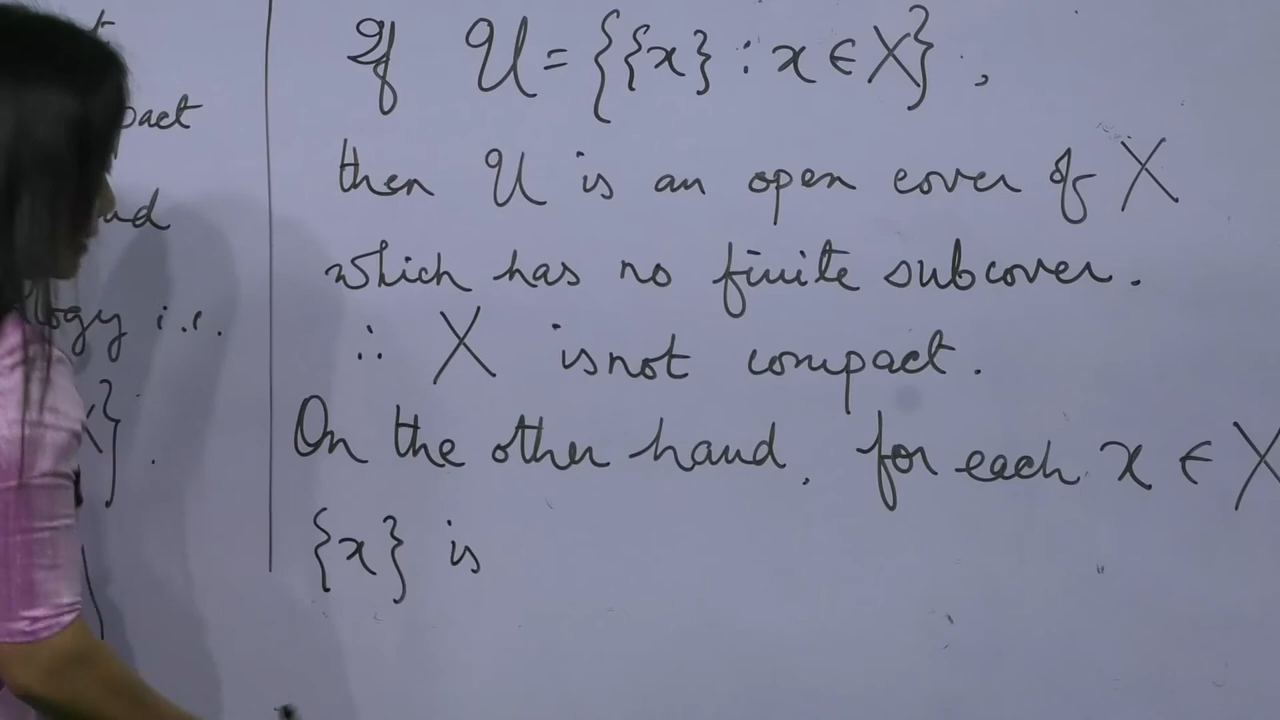 If 𝒰 = {{x} : x ∈ X},
then 𝒰 is an open cover of X
which has no finite subcover.
∴ X is not compact.
On the other hand, for each x ∈ X
{x} is
i.e.
X}.